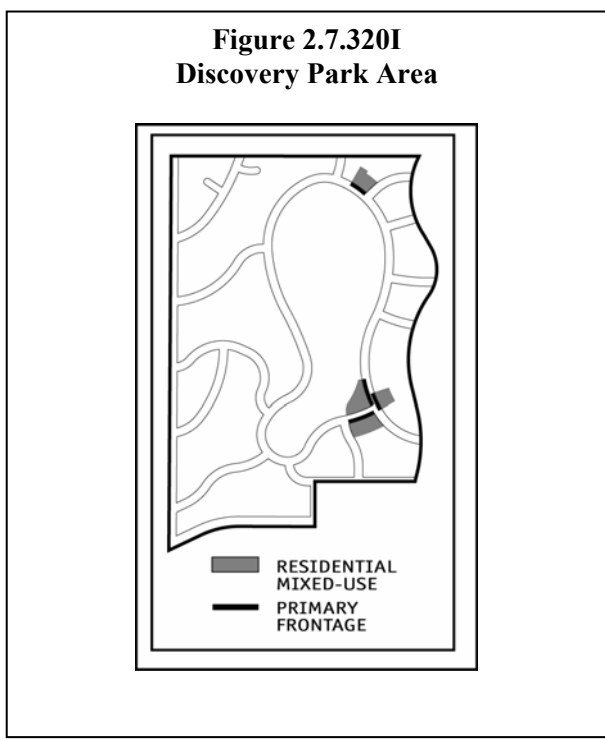 Figure 2.7.320I
Discovery Park Area
RESIDENTIAL
MIXED-USE
PRIMARY
FRONTAGE